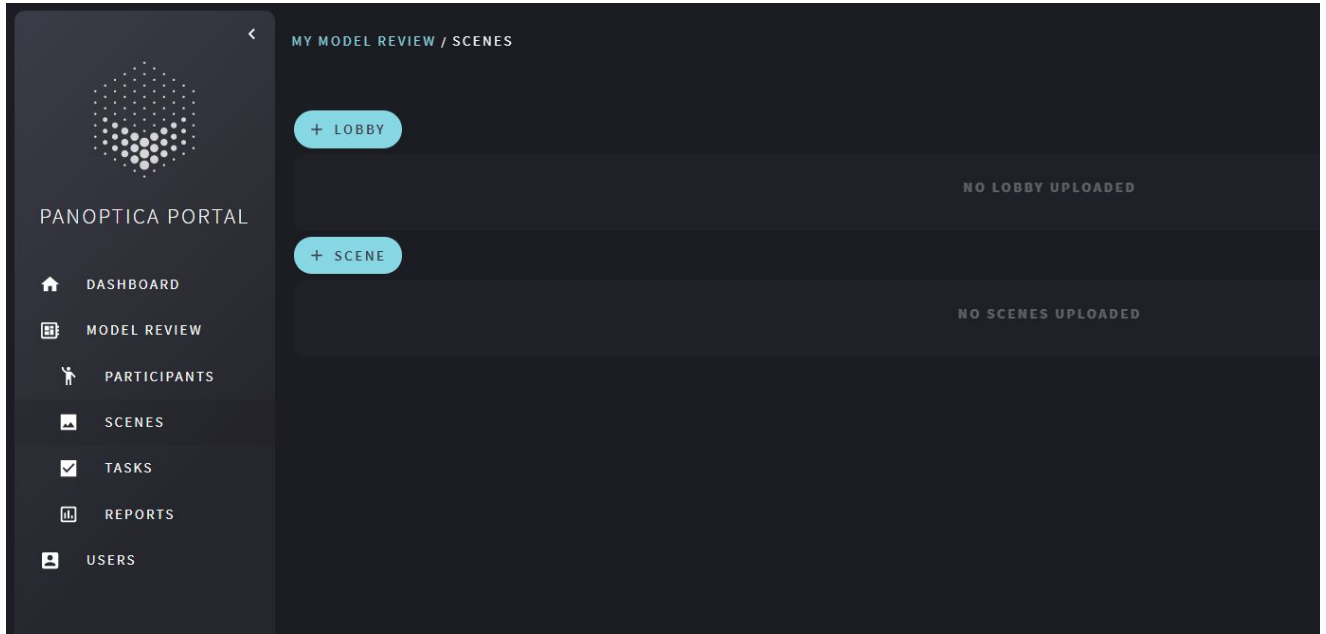 PANOPTICA PORTAL
DASHBOARD
MODEL REVIEW
PARTICIPANTS
SCENES
TASKS
REPORTS
USERS
MY MODEL REVIEW / SCENES
+ LOBBY
NO LOBBY UPLOADED
+ SCENE
NO SCENES UPLOADED